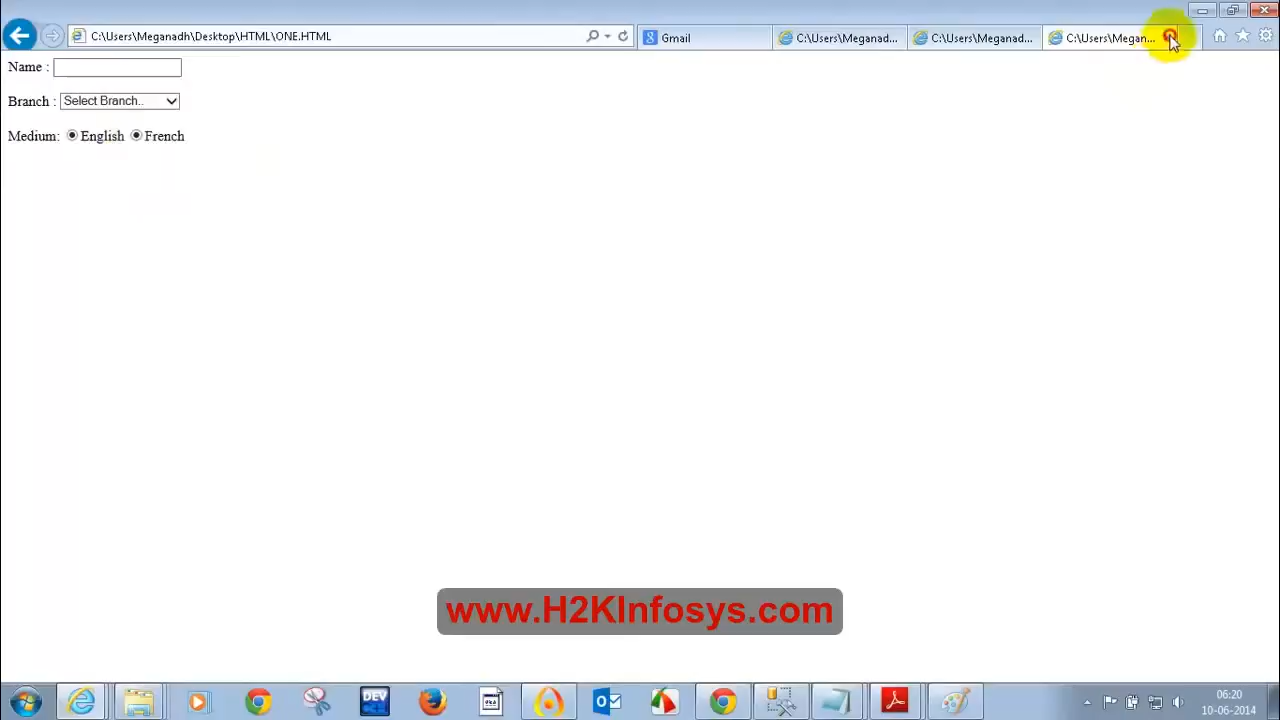 C:\Users\Meganadh\Desktop\HTML\ONE.HTML
Gmail
C:\Users\Meganad...
C:\Users\Meganad...
C:\Users\Megan...
Name :
Branch : Select Branch..
Medium: English French
www.H2KInfosys.com
DEV
06:20
10-06-2014